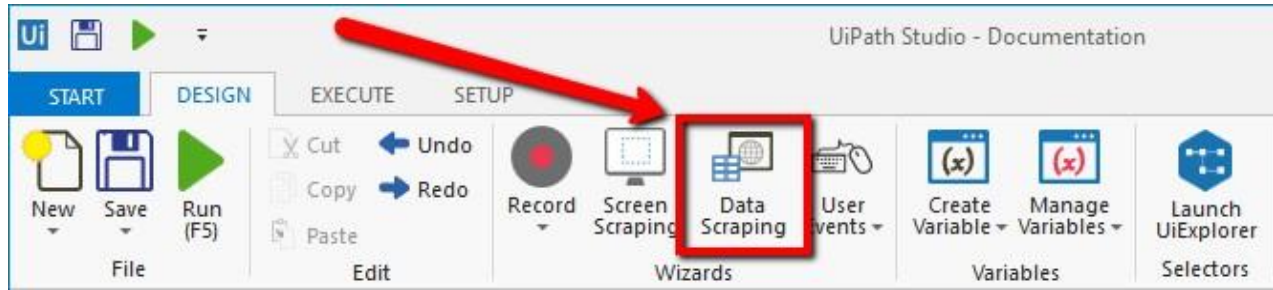 Ui
UiPath Studio - Documentation
START DESIGN EXECUTE SETUP
Cut Undo
Copy Redo
Paste
New Save Run
(F5)
Record Screen
Scraping Data
Scraping User
Events Create
Variable Manage
Variables Launch
UiExplorer
File Edit Wizards Variables Selectors
(x) (x)